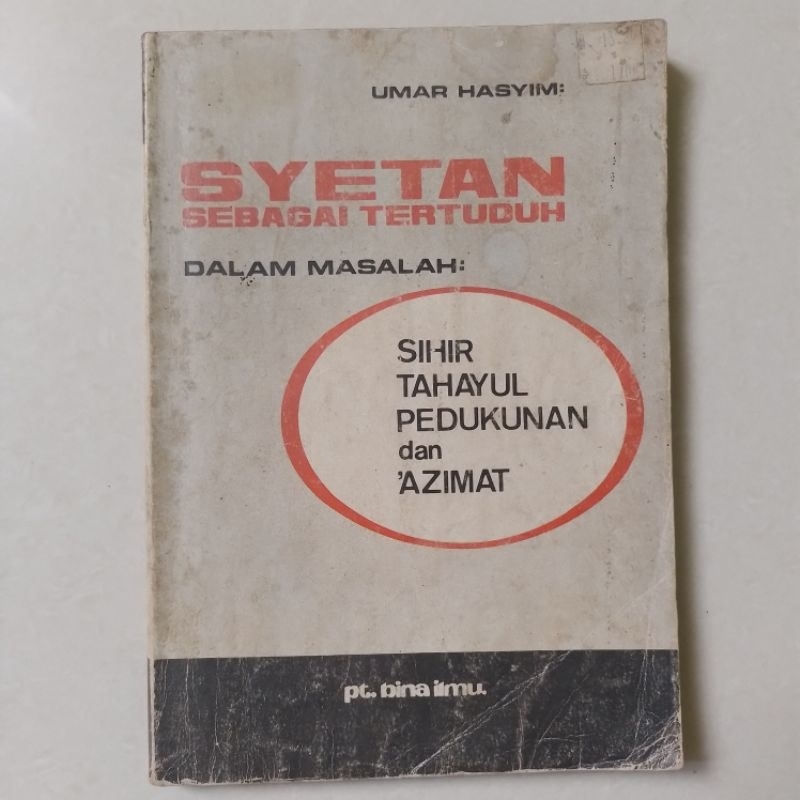 UMAR HASYIM:
SYETAN
SEBAGAI TERTUDUH
DALAM MASALAH:
SIHIR
TAHAYUL
PEDUKUNAN
dan
'AZIMAT
pt. bina ilmu.